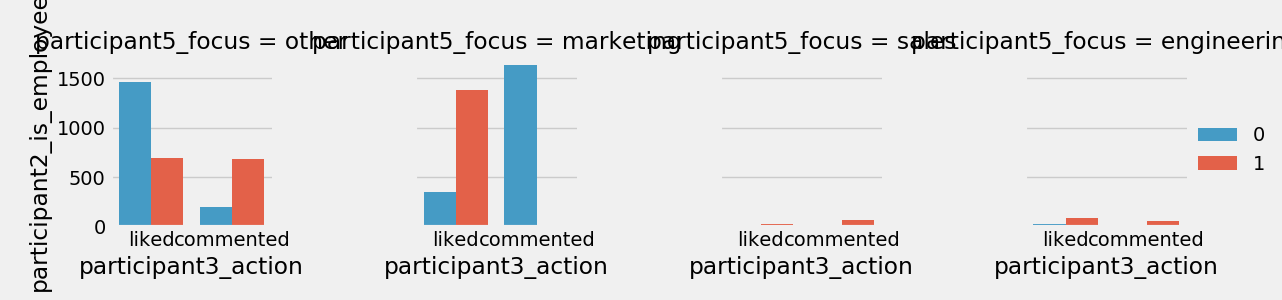 participant5_focus = other
participant5_focus = marketing
participant5_focus = sales
participant5_focus = engineerin
participant2_is_employee
1500
1000
500
0
liked commented
liked commented
liked commented
liked commented
participant3_action
participant3_action
participant3_action
participant3_action
0
1